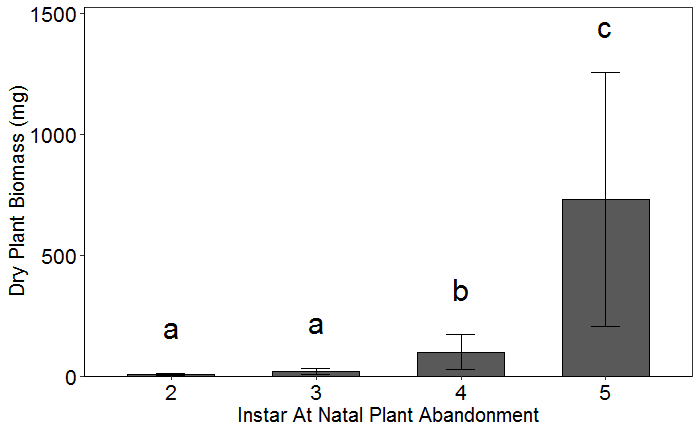 1500
1000
500
0
Dry Plant Biomass (mg)
a
a
b
c
2 3 4 5
Instar At Natal Plant Abandonment